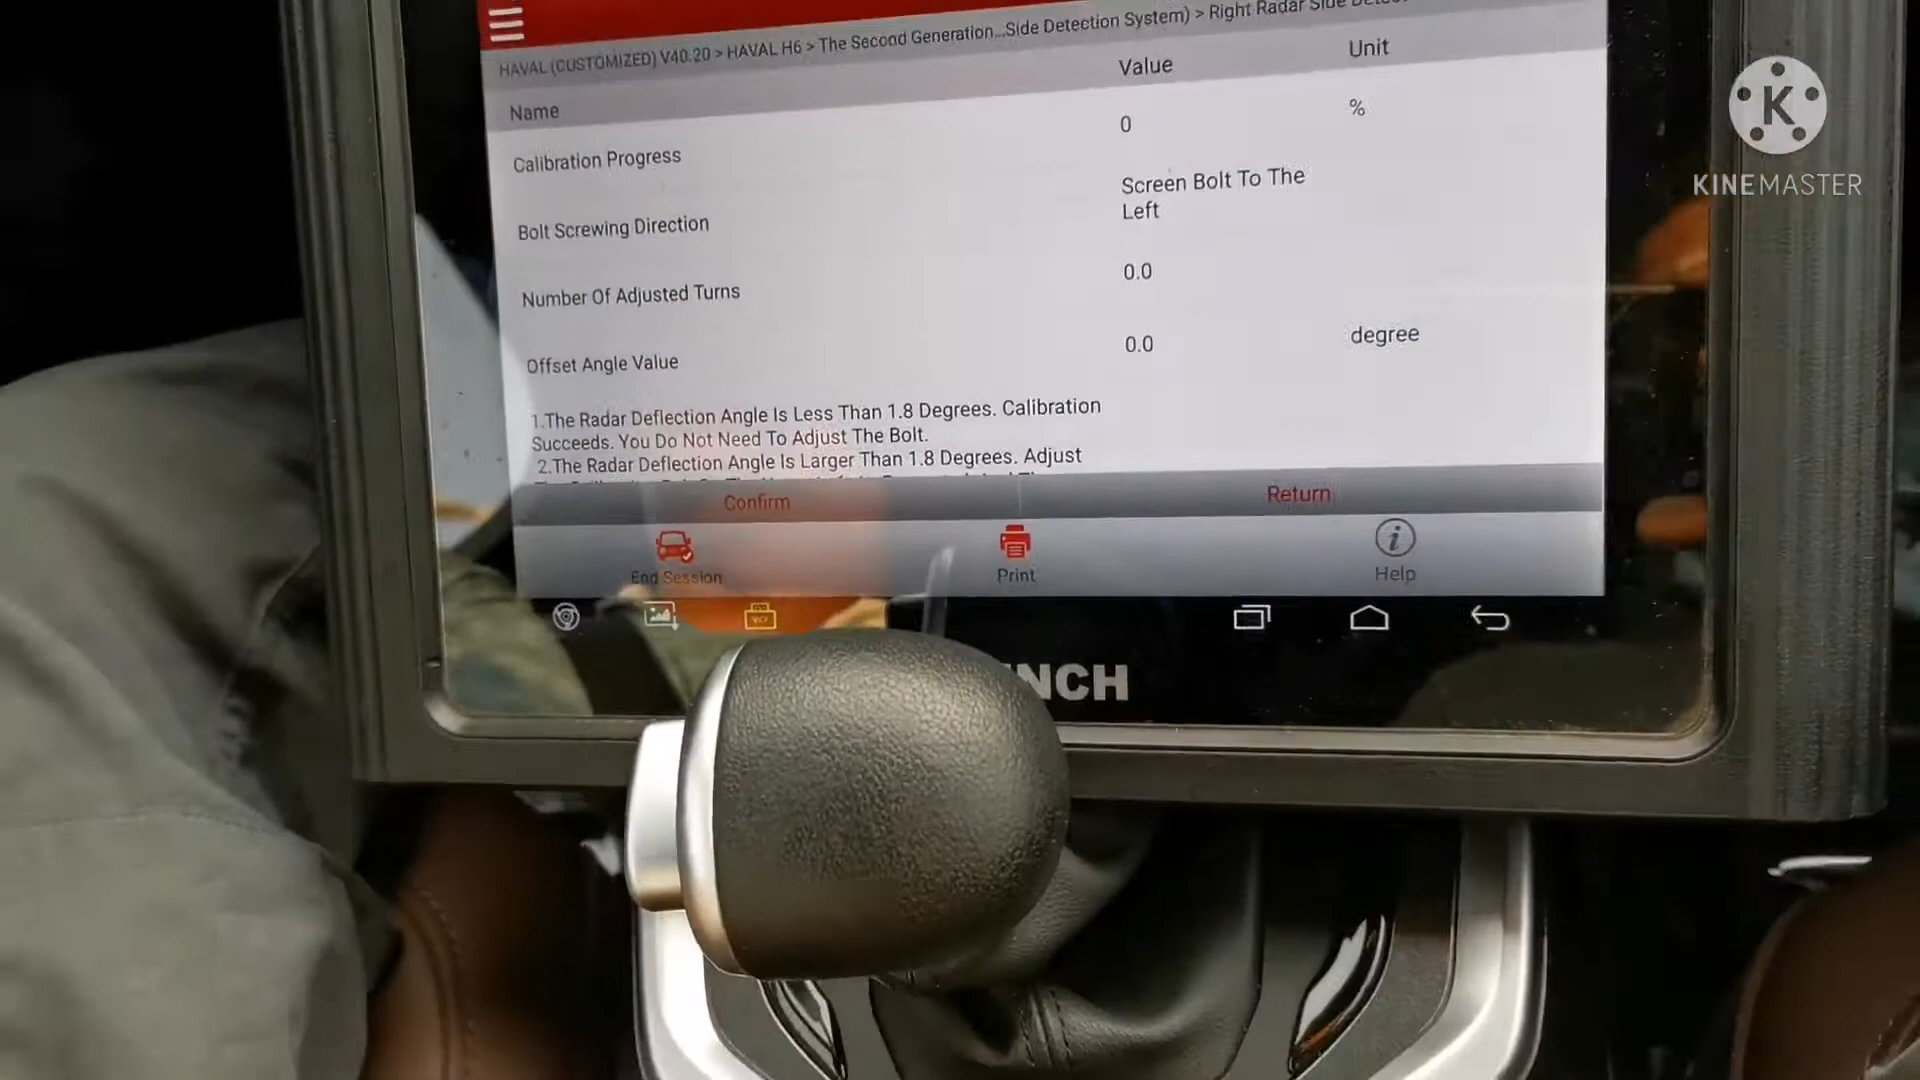 HAVAL (CUSTOMIZED) V40.20 > HAVAL H6 > The Second Generation...Side Detection System) > Right Radar Side
Name Value Unit
Calibration Progress 0 %
Bolt Screwing Direction Screen Bolt To The
Left
Number Of Adjusted Turns 0.0
Offset Angle Value 0.0 degree
1.The Radar Deflection Angle Is Less Than 1.8 Degrees. Calibration
Succeeds. You Do Not Need To Adjust The Bolt.
2.The Radar Deflection Angle Is Larger Than 1.8 Degrees. Adjust
Confirm Return
End Session Print Help
NCH
K
KINEMASTER